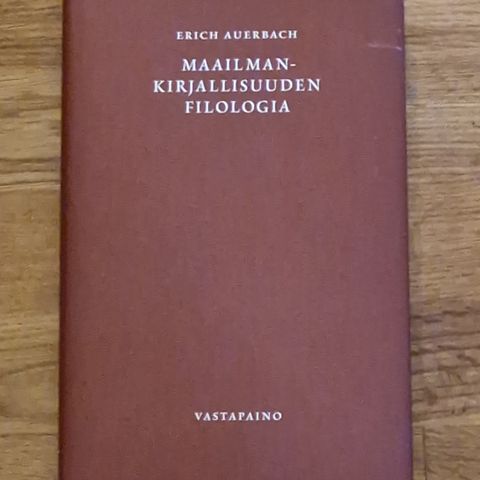 ERICH AUERBACH
MAAILMAN-
KIRJALLISUUDEN
FILOLOGIA
VASTAPAINO